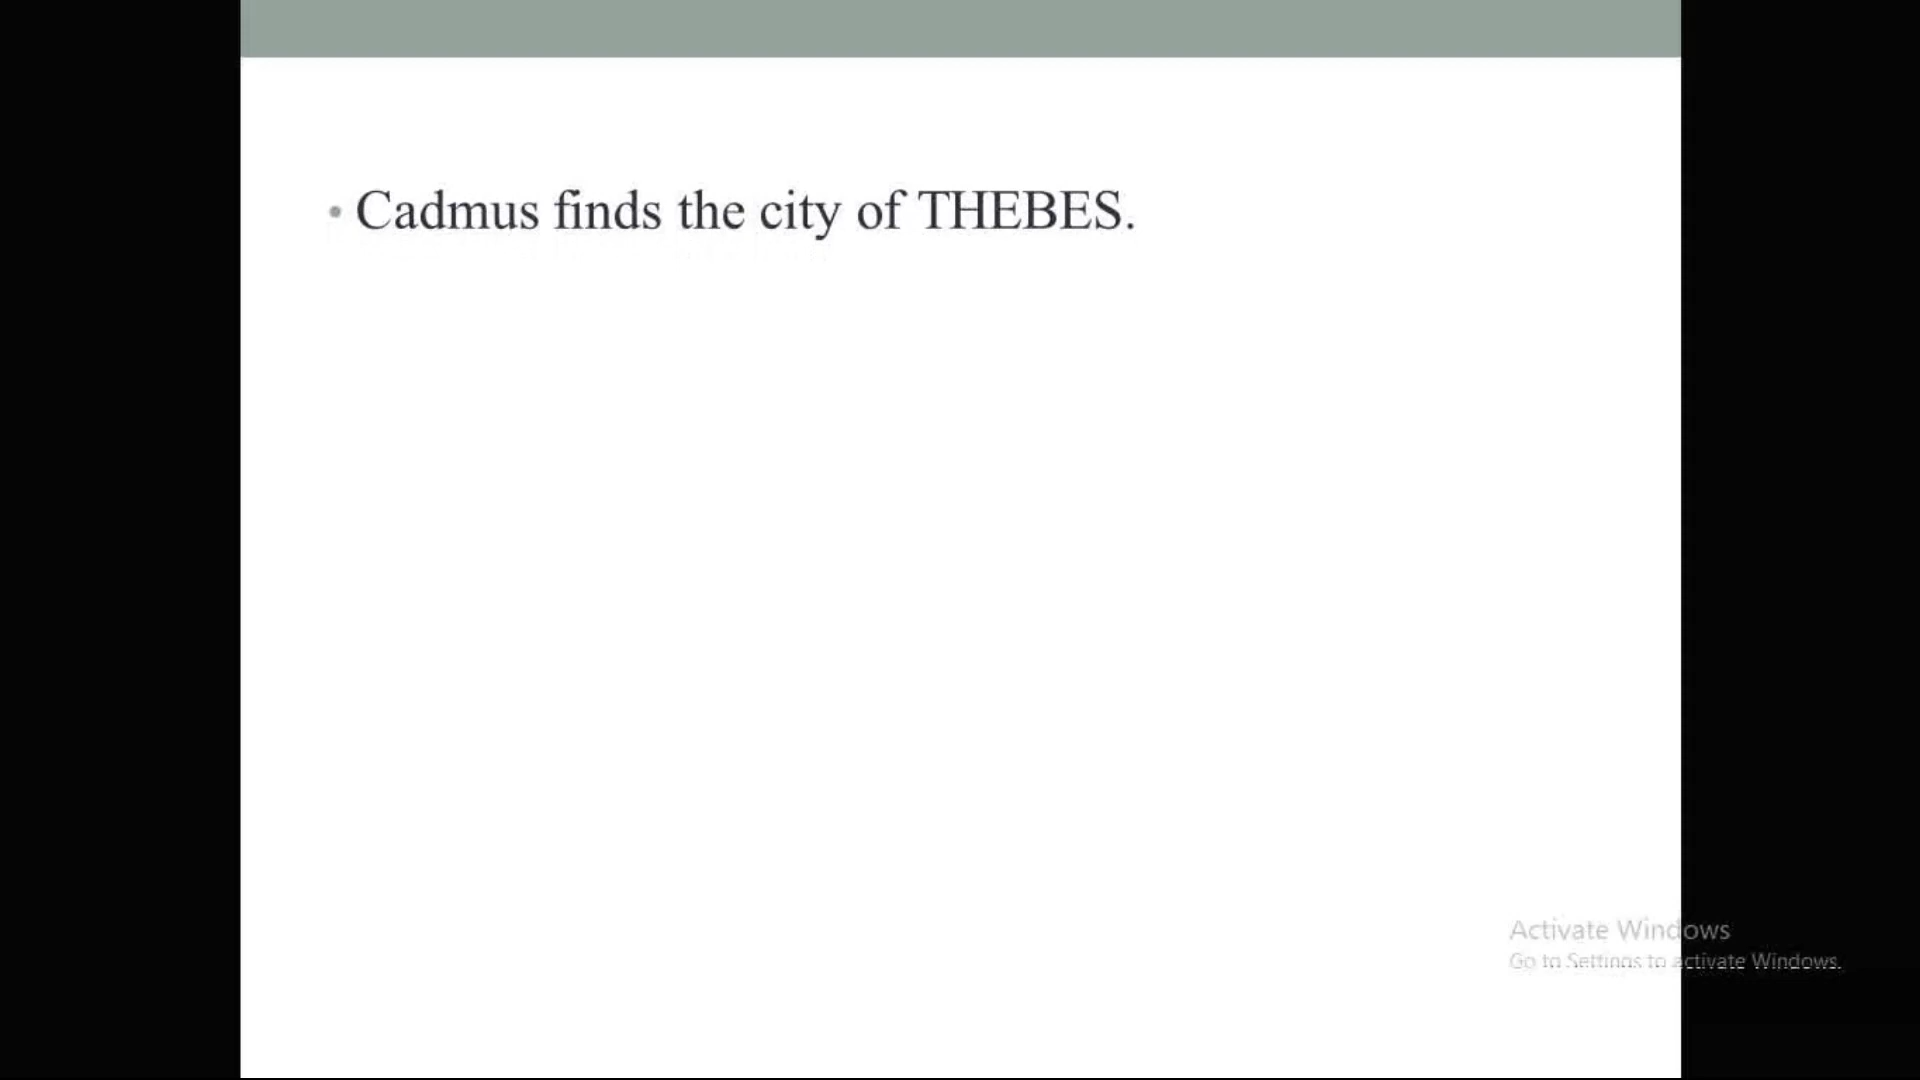 • Cadmus finds the city of THEBES.
Activate Windows
Go to Settings to activate Windows.